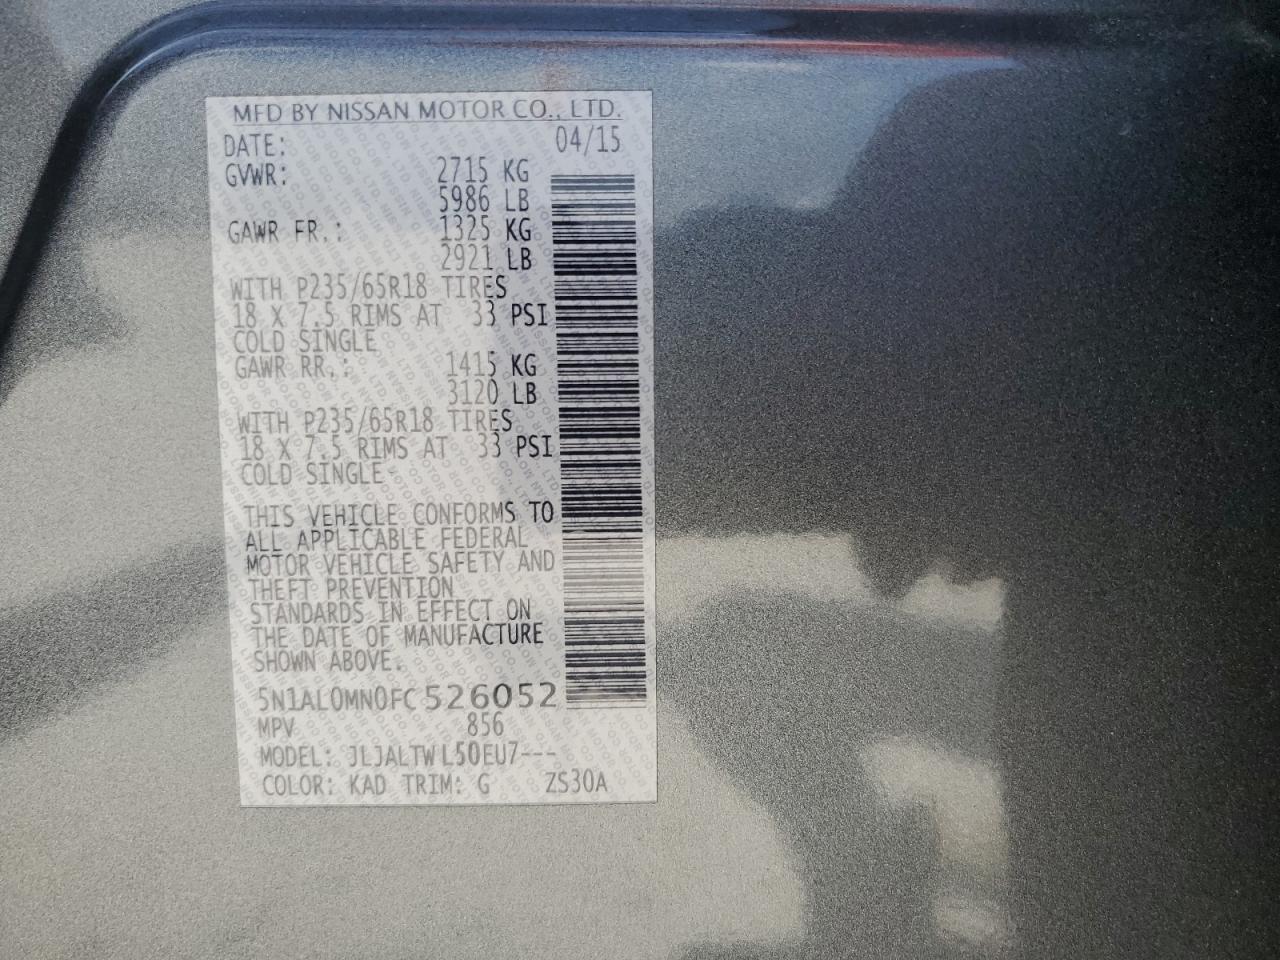 MFD BY NISSAN MOTOR CO., LTD.
DATE: 04/15
GVWR: 2715 KG
5986 LB
GAWR FR.: 1325 KG
2921 LB
WITH P235/65R18 TIRES
18 X 7.5 RIMS AT 33 PSI
COLD SINGLE
GAWR RR.: 1415 KG
3120 LB
WITH P235/65R18 TIRES
18 X 7.5 RIMS AT 33 PSI
COLD SINGLE
THIS VEHICLE CONFORMS TO
ALL APPLICABLE FEDERAL
MOTOR VEHICLE SAFETY AND
THEFT PREVENTION
STANDARDS IN EFFECT ON
THE DATE OF MANUFACTURE
SHOWN ABOVE.
5N1AL0MN0FC526052
MPV 856
MODEL: JLJALTWL50EU7---
COLOR: KAD TRIM: G ZS30A